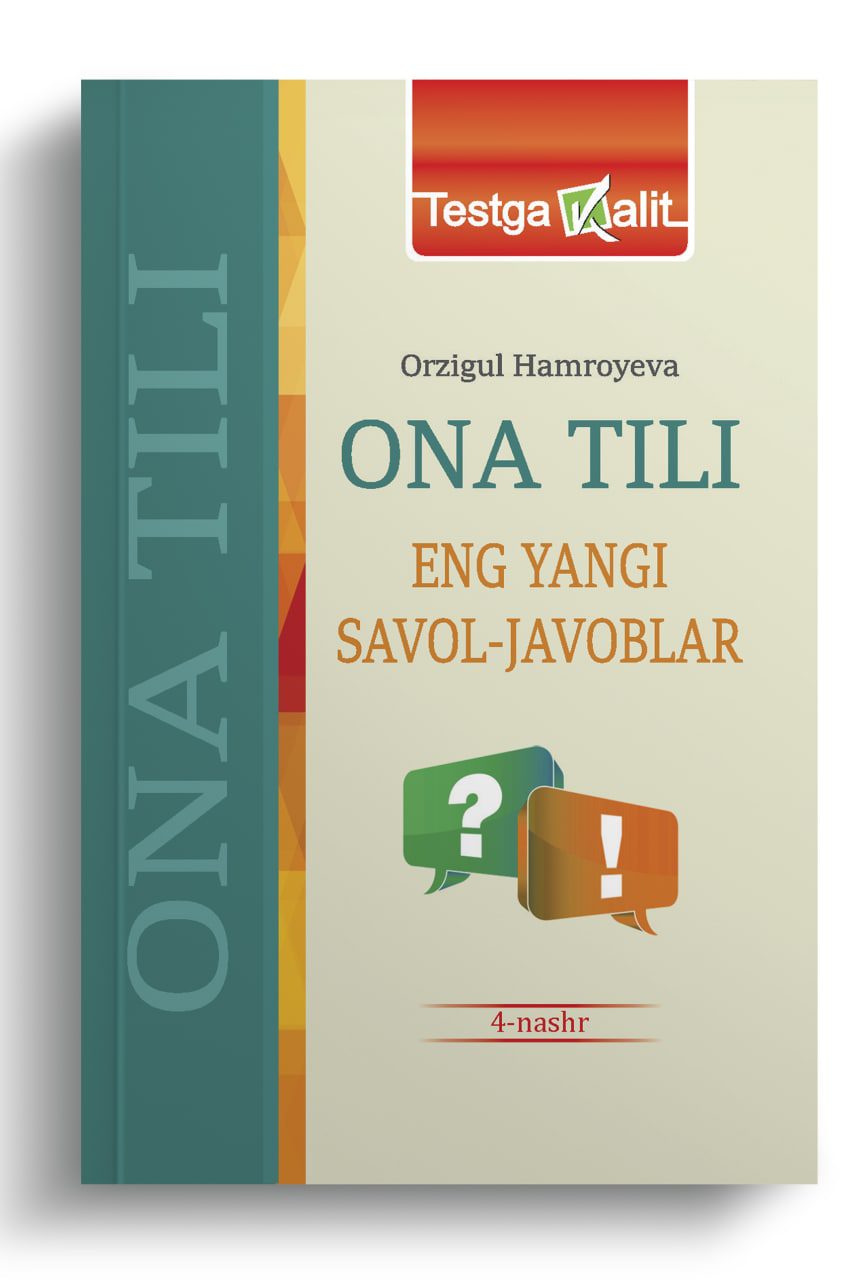 ONA TILI
Testga Kalit
Orzigul Hamroyeva
ONA TILI
ENG YANGI
SAVOL-JAVOBLAR
?
!
4-nashr